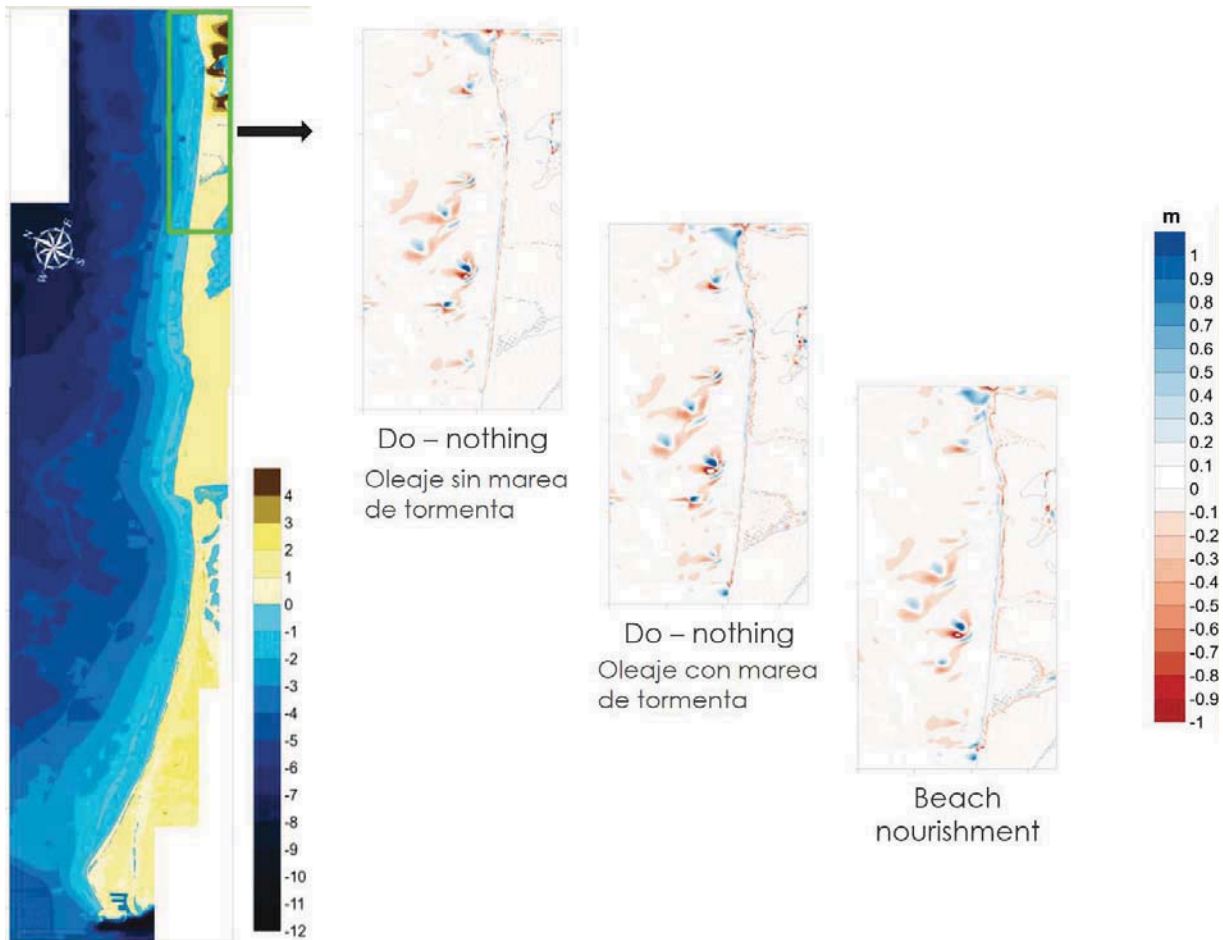 N
E
W
S
4
3
2
1
0
-1
-2
-3
-4
-5
-6
-7
-8
-9
-10
-11
-12
Do – nothing
Oleaje sin marea
de tormenta
Do – nothing
Oleaje con marea
de tormenta
Beach
nourishment
m
1
0.9
0.8
0.7
0.6
0.5
0.4
0.3
0.2
0.1
0
-0.1
-0.2
-0.3
-0.4
-0.5
-0.6
-0.7
-0.8
-0.9
-1